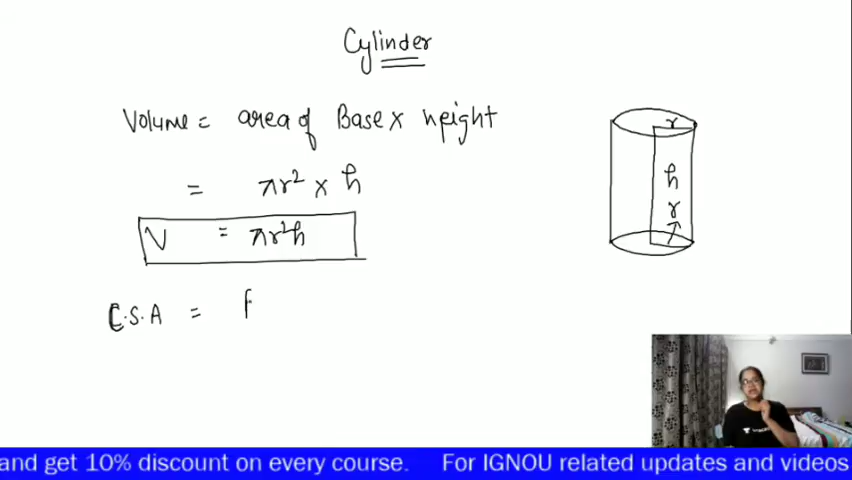 Cylinder
Volume = area of Base x height
= πr² x h
V = πr²h
C.S.A = P
r
h
r
and get 10% discount on every course. For IGNOU related updates and videos